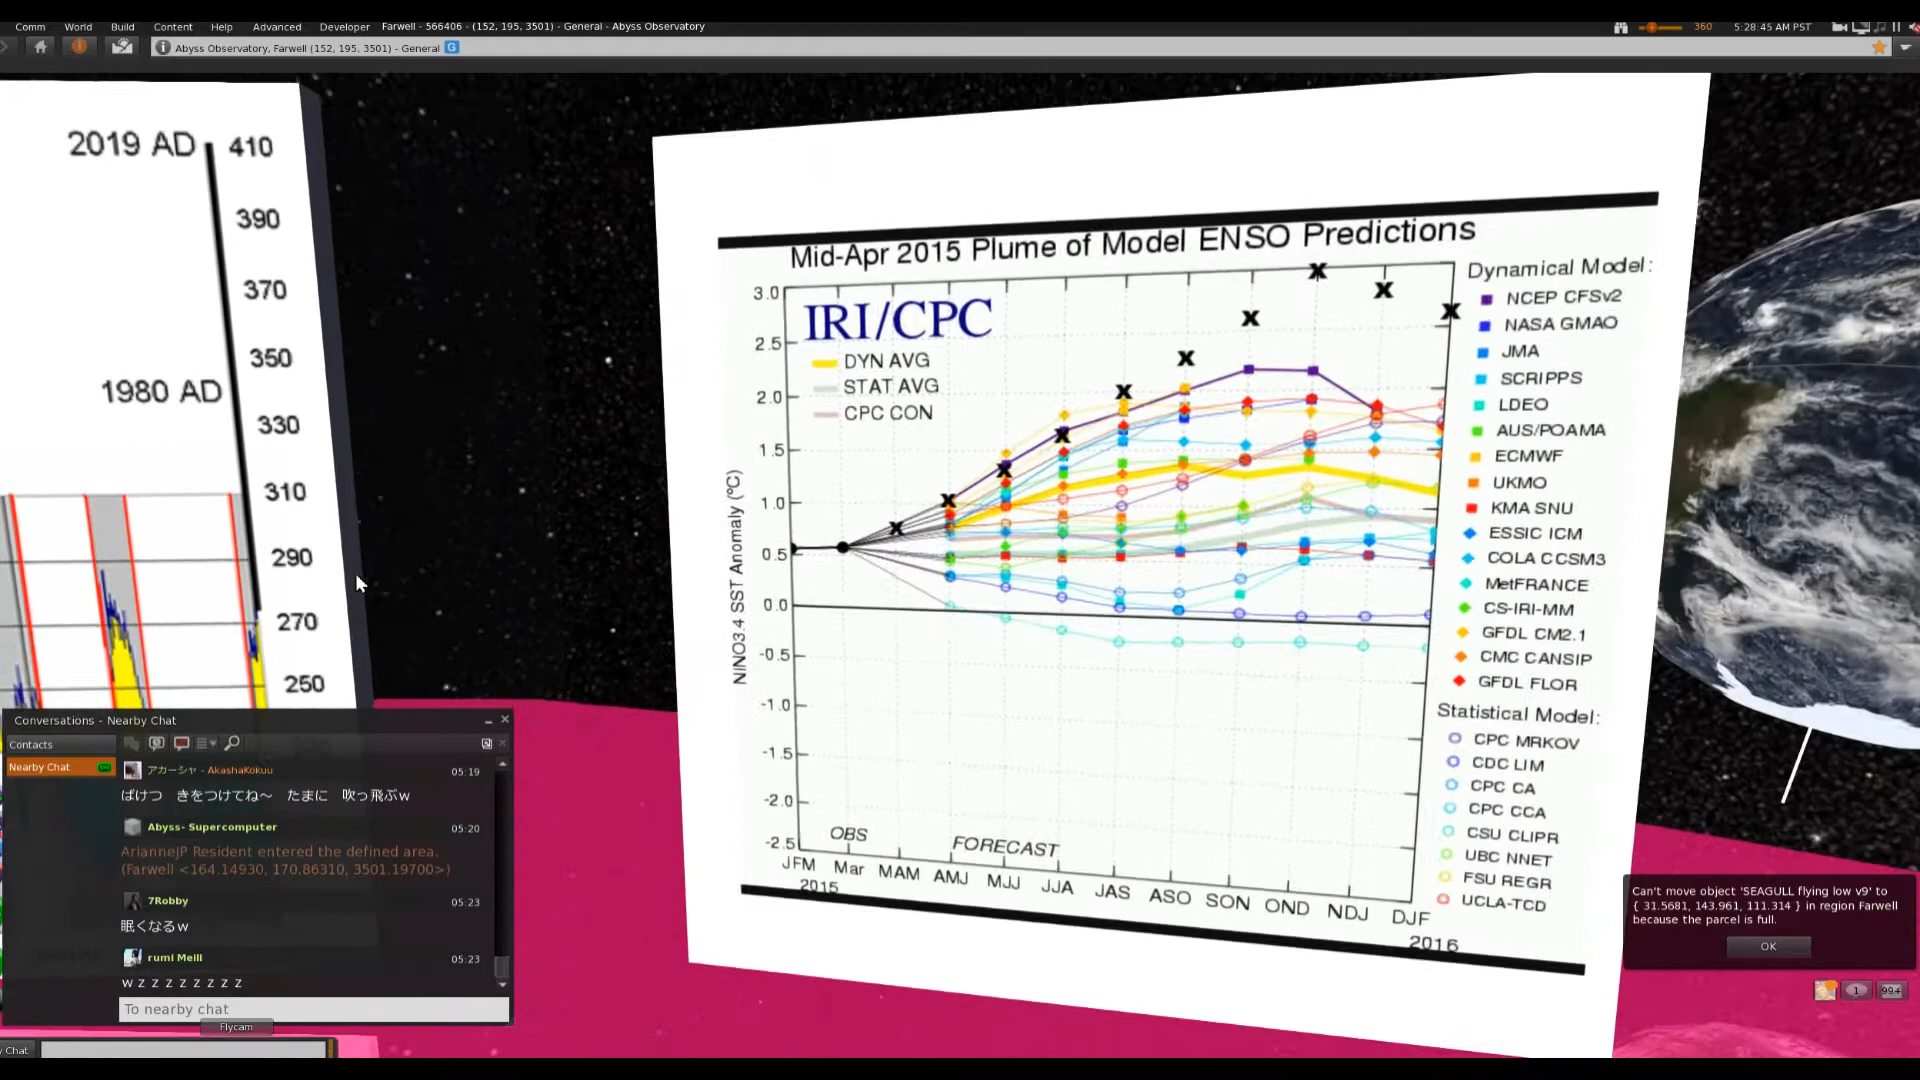 Comm World Build Content Help Advanced Developer Farwell - 566406 - (152, 195, 3501) - General - Abyss Observatory
360 5:28:45 AM PST
Abyss Observatory, Farwell (152, 195, 3501) - General G
2019 AD
410
390
370
350
1980 AD
330
310
290
270
250
Mid-Apr 2015 Plume of Model ENSO Predictions
IRI/CPC
DYN AVG
STAT AVG
CPC CON
NINO3.4 SST Anomaly (°C)
3.0
2.5
2.0
1.5
1.0
0.5
0.0
-0.5
-1.0
-1.5
-2.0
-2.5
OBS
FORECAST
JFM Mar MAM AMJ MJJ JJA JAS ASO SON OND NDJ DJF
2015
2016
Dynamical Model:
NCEP CFSv2
NASA GMAO
JMA
SCRIPPS
LDEO
AUS/POAMA
ECMWF
UKMO
KMA SNU
ESSIC ICM
COLA CCSM3
MetFRANCE
CS-IRI-MM
GFDL CM2.1
CMC CANSIP
GFDL FLOR
Statistical Model:
CPC MRKOV
CDC LIM
CPC CA
CPC CCA
CSU CLIPR
UBC NNET
FSU REGR
UCLA-TCD
Conversations - Nearby Chat
Contacts
Nearby Chat
アカーシャ - AkashaKokuu 05:19
ばけつ きをつけてね～ たまに 吹っ飛ぶw
Abyss- Supercomputer 05:20
ArianneJP Resident entered the defined area.
(Farwell <164.14930, 170.86310, 3501.19700>)
7Robby 05:23
眠くなるw
rumi Meili 05:23
w z z z z z z z z
To nearby chat
Flycam
Chat
Can't move object 'SEAGULL flying low v9' to
{ 31.5681, 143.961, 111.314 } in region Farwell
because the parcel is full.
OK
1
99+